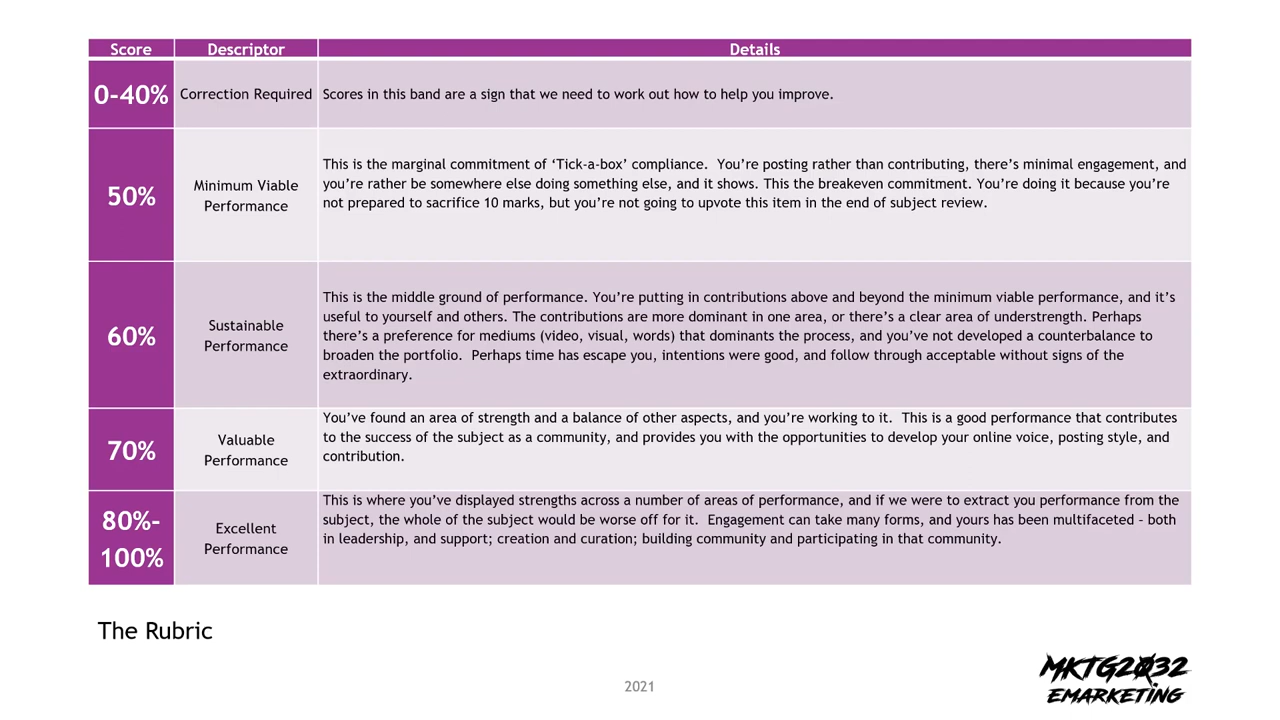 Score Descriptor Details
0-40% Correction Required Scores in this band are a sign that we need to work out how to help you improve.
50%
Minimum Viable
Performance
This is the marginal commitment of ‘Tick-a-box’ compliance.  You’re posting rather than contributing, there’s minimal engagement, and
you’re rather be somewhere else doing something else, and it shows. This the breakeven commitment. You’re doing it because you’re
not prepared to sacrifice 10 marks, but you’re not going to upvote this item in the end of subject review.
60%
Sustainable
Performance
This is the middle ground of performance. You’re putting in contributions above and beyond the minimum viable performance, and it’s
useful to yourself and others. The contributions are more dominant in one area, or there’s a clear area of understrength. Perhaps
there’s a preference for mediums (video, visual, words) that dominants the process, and you’ve not developed a counterbalance to
broaden the portfolio.  Perhaps time has escape you, intentions were good, and follow through acceptable without signs of the
extraordinary.
70%
Valuable
Performance
You’ve found an area of strength and a balance of other aspects, and you’re working to it.  This is a good performance that contributes
to the success of the subject as a community, and provides you with the opportunities to develop your online voice, posting style, and
contribution.
80%-
100%
Excellent
Performance
This is where you’ve displayed strengths across a number of areas of performance, and if we were to extract you performance from the
subject, the whole of the subject would be worse off for it.  Engagement can take many forms, and yours has been multifaceted – both
in leadership, and support; creation and curation; building community and participating in that community.
The Rubric
2021
MKTG2032
EMARKETING